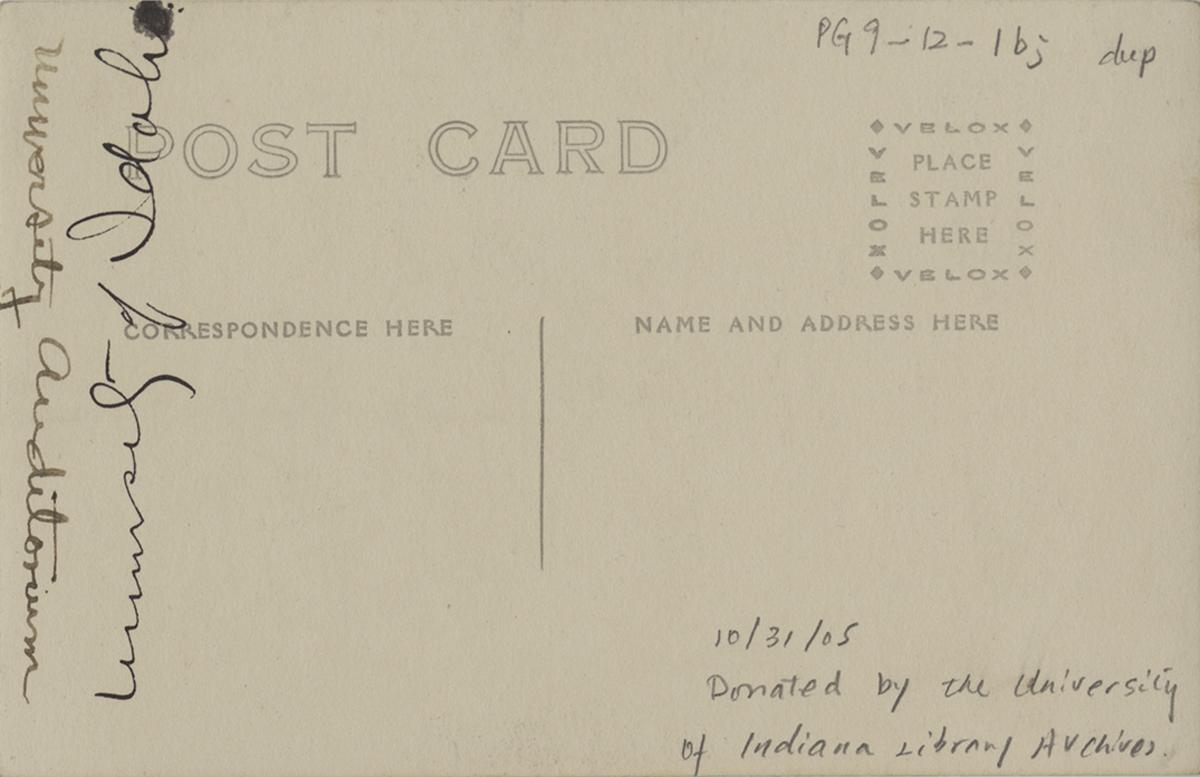 PG 9-12-1bj dup
POST CARD
VELOX
VELOX
PLACE
STAMP
HERE
VELOX
VELOX
CORRESPONDENCE HERE
NAME AND ADDRESS HERE
University Auditorium
University of Idaho
10/31/05
Donated by the University
of Indiana Library Archives.